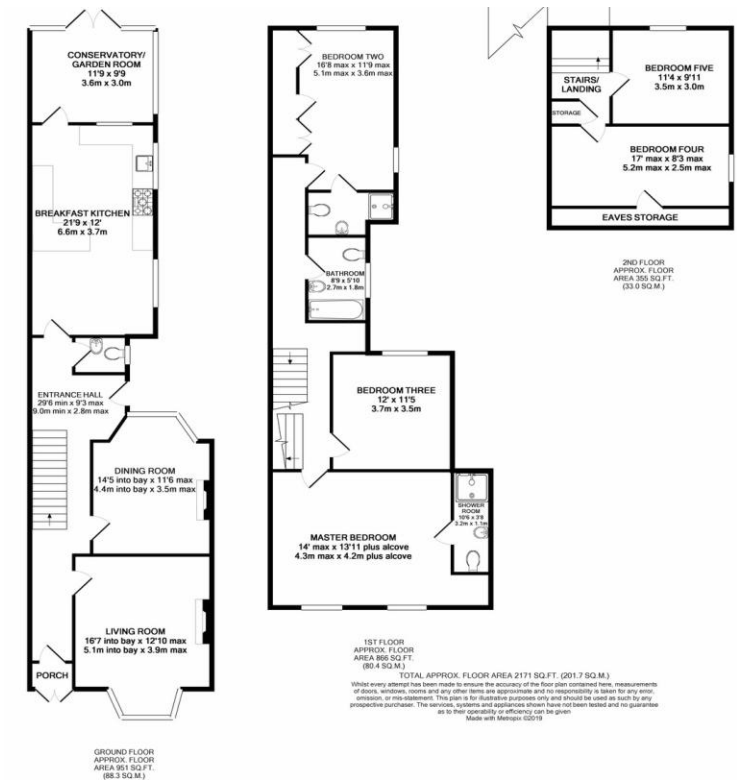 CONSERVATORY/
GARDEN ROOM
11'9 x 9'9
3.6m x 3.0m
BREAKFAST KITCHEN
21'9 x 12'
6.6m x 3.7m
ENTRANCE HALL
29'6 min x 9'3 max
9.0m min x 2.8m max
DINING ROOM
14'5 into bay x 11'6 max
4.4m into bay x 3.5m max
LIVING ROOM
16'7 into bay x 12'10 max
5.1m into bay x 3.9m max
PORCH
GROUND FLOOR
APPROX. FLOOR
AREA 951 SQ.FT.
(88.3 SQ.M.)
BEDROOM TWO
16'8 max x 11'9 max
5.1m max x 3.6m max
BATHROOM
8'9 x 5'10
2.7m x 1.8m
BEDROOM THREE
12' x 11'5
3.7m x 3.5m
MASTER BEDROOM
14' max x 13'11 plus alcove
4.3m max x 4.2m plus alcove
SHOWER
ROOM
10'6 x 3'8
3.2m x 1.1m
1ST FLOOR
APPROX. FLOOR
AREA 866 SQ.FT.
(80.4 SQ.M.)
STAIRS/
LANDING
STORAGE
BEDROOM FIVE
11'4 x 9'11
3.5m x 3.0m
BEDROOM FOUR
17' max x 8'3 max
5.2m max x 2.5m max
EAVES STORAGE
2ND FLOOR
APPROX. FLOOR
AREA 355 SQ.FT.
(33.0 SQ.M.)
TOTAL APPROX. FLOOR AREA 2171 SQ.FT. (201.7 SQ.M.)
Whilst every attempt has been made to ensure the accuracy of the floor plan contained here, measurements
of doors, windows, rooms and any other items are approximate and no responsibility is taken for any error,
omission, or mis-statement. This plan is for illustrative purposes only and should be used as such by any
prospective purchaser. The services, systems and appliances shown have not been tested and no guarantee
as to their operability or efficiency can be given
Made with Metropix ©2019